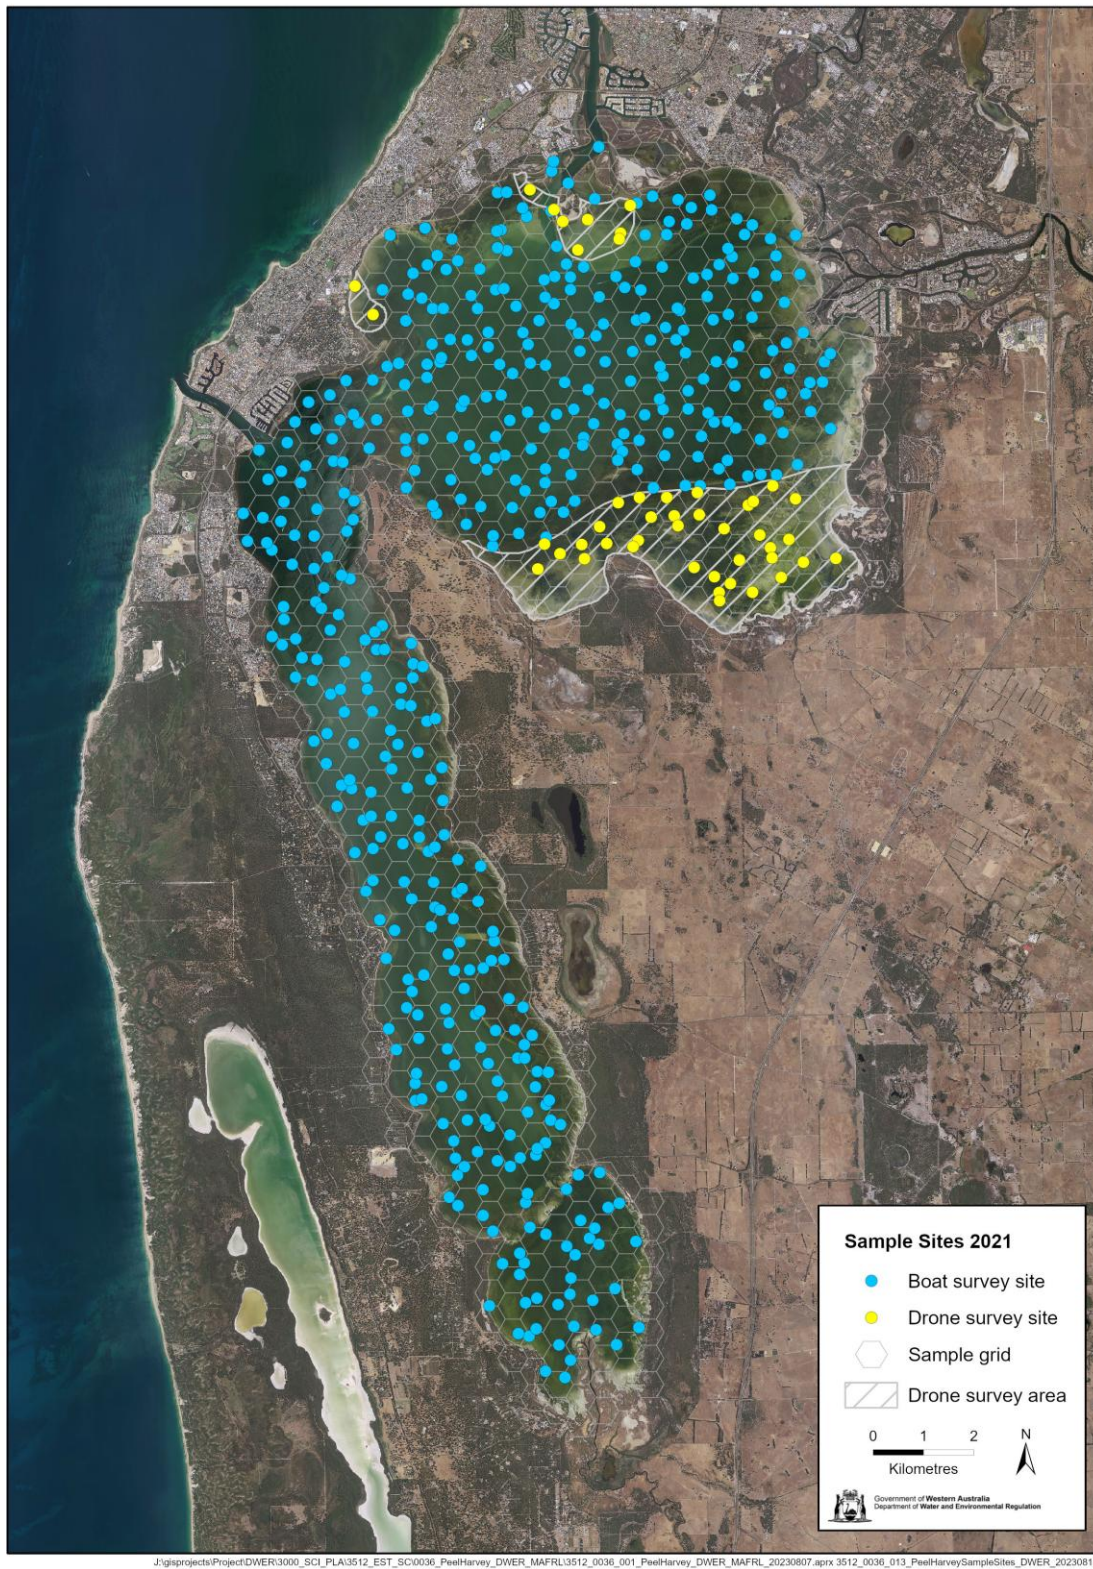 Sample Sites 2021
Boat survey site
Drone survey site
Sample grid
Drone survey area
0 1 2
Kilometres
N
Government of Western Australia
Department of Water and Environmental Regulation
J:\gisprojects\Project\DWER\3000_SCI_PLA\3512_EST_SC\0036_PeelHarvey_DWER_MAFRL\3512_0036_001_PeelHarvey_DWER_MAFRL_20230807.aprx 3512_0036_013_PeelHarveySampleSites_DWER_2023081